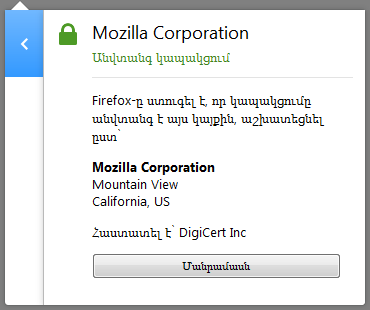 Mozilla Corporation
Անվտանգ կապակցում
Firefox-ը ստուգել է, որ կապակցումը
անվտանգ է այս կայքին, աշխատեցնել
ըստ՝
Mozilla Corporation
Mountain View
California, US
Հաստատել է՝ DigiCert Inc
Մանրամասն